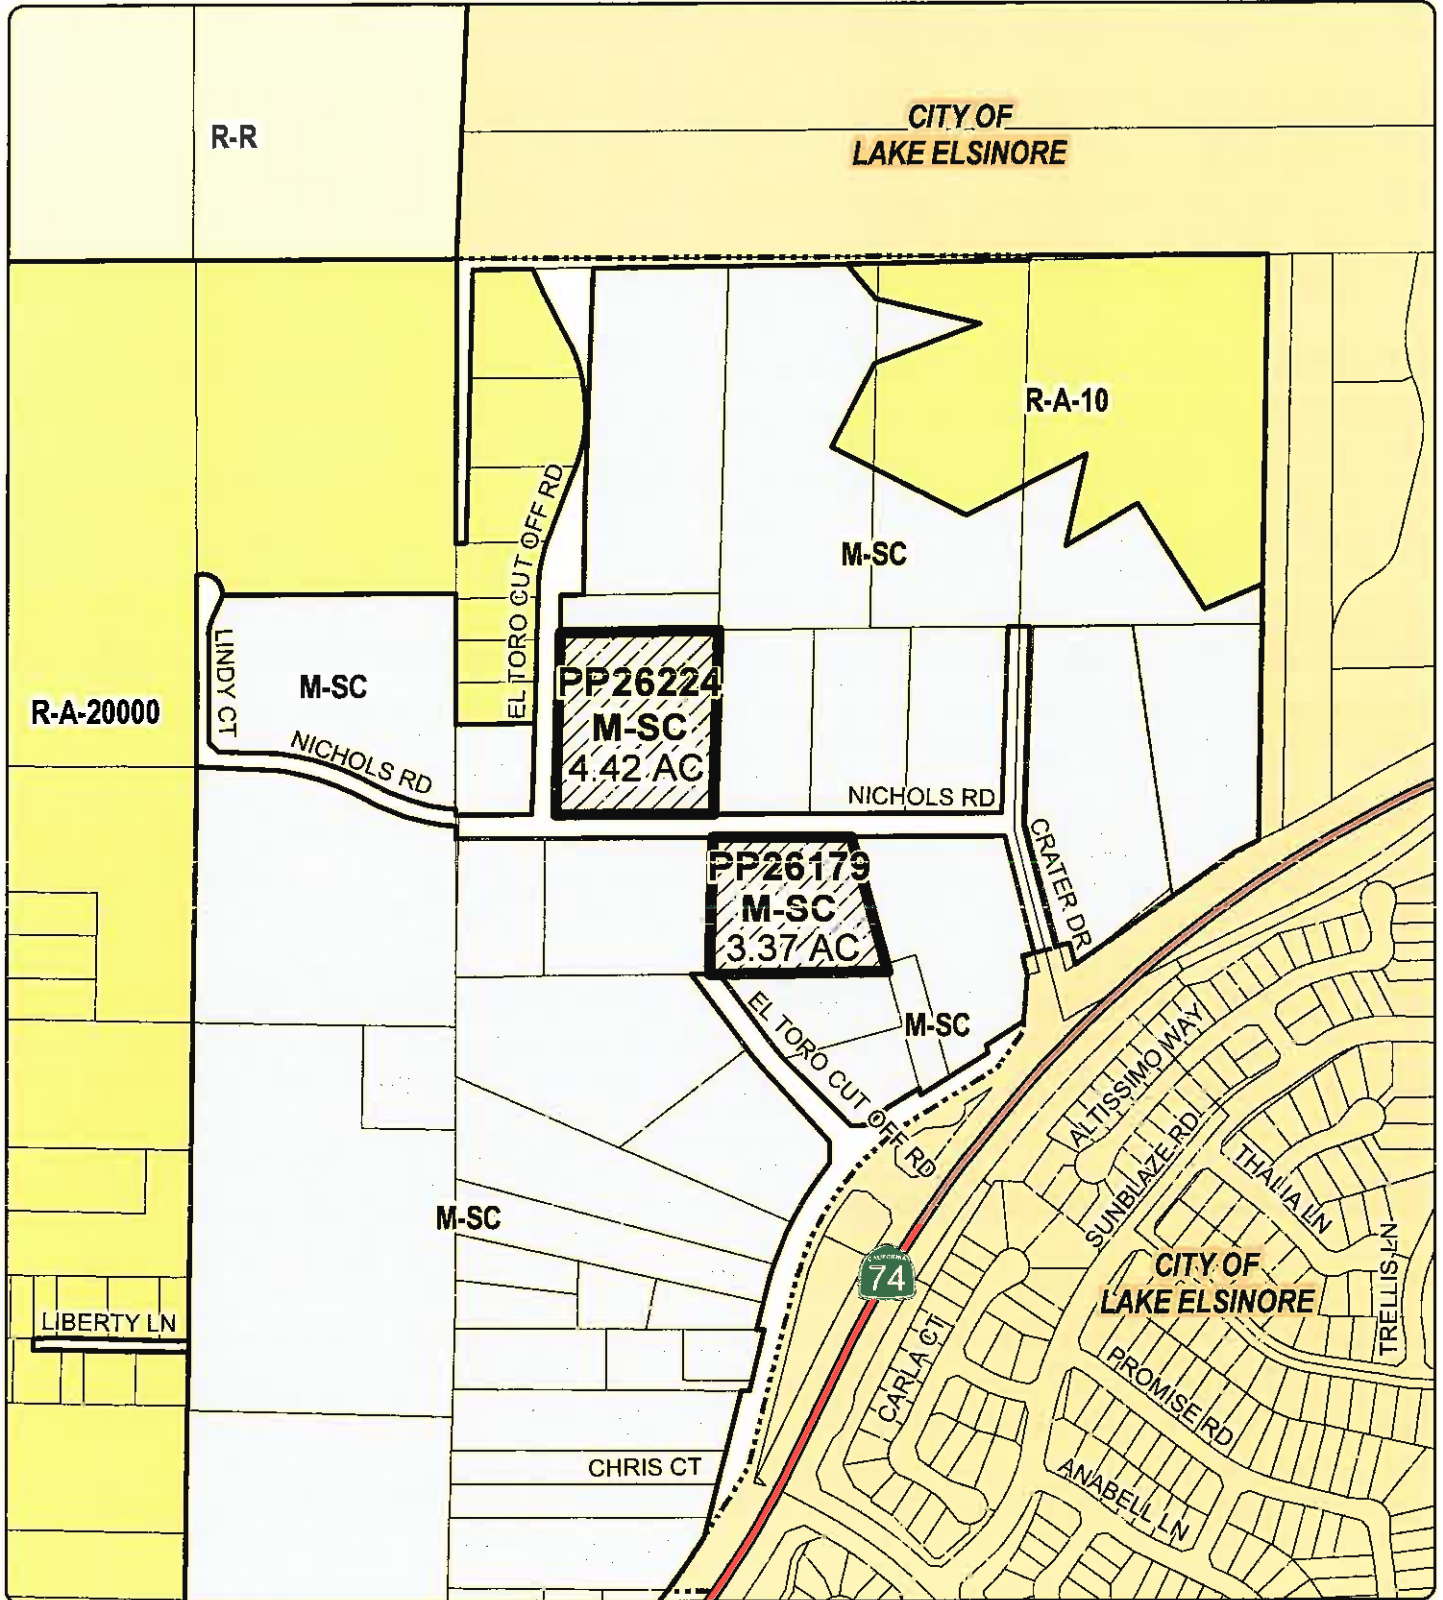 R-R
CITY OF
LAKE ELSINORE
R-A-10
EL TORO CUT OFF RD
M-SC
LINDY CT
M-SC
R-A-20000
PP26224
M-SC
4.42 AC
NICHOLS RD
NICHOLS RD
PP26179
M-SC
3.37 AC
CRATER DR
EL TORO CUT OFF RD
M-SC
ALTISSIMO WAY
SUNBLAZE RD
THALIA LN
M-SC
TRELLIS LN
CALIFORNIA
74
CITY OF
LAKE ELSINORE
LIBERTY LN
CARLA CT
PROMISE RD
CHRIS CT
ANABELL LN